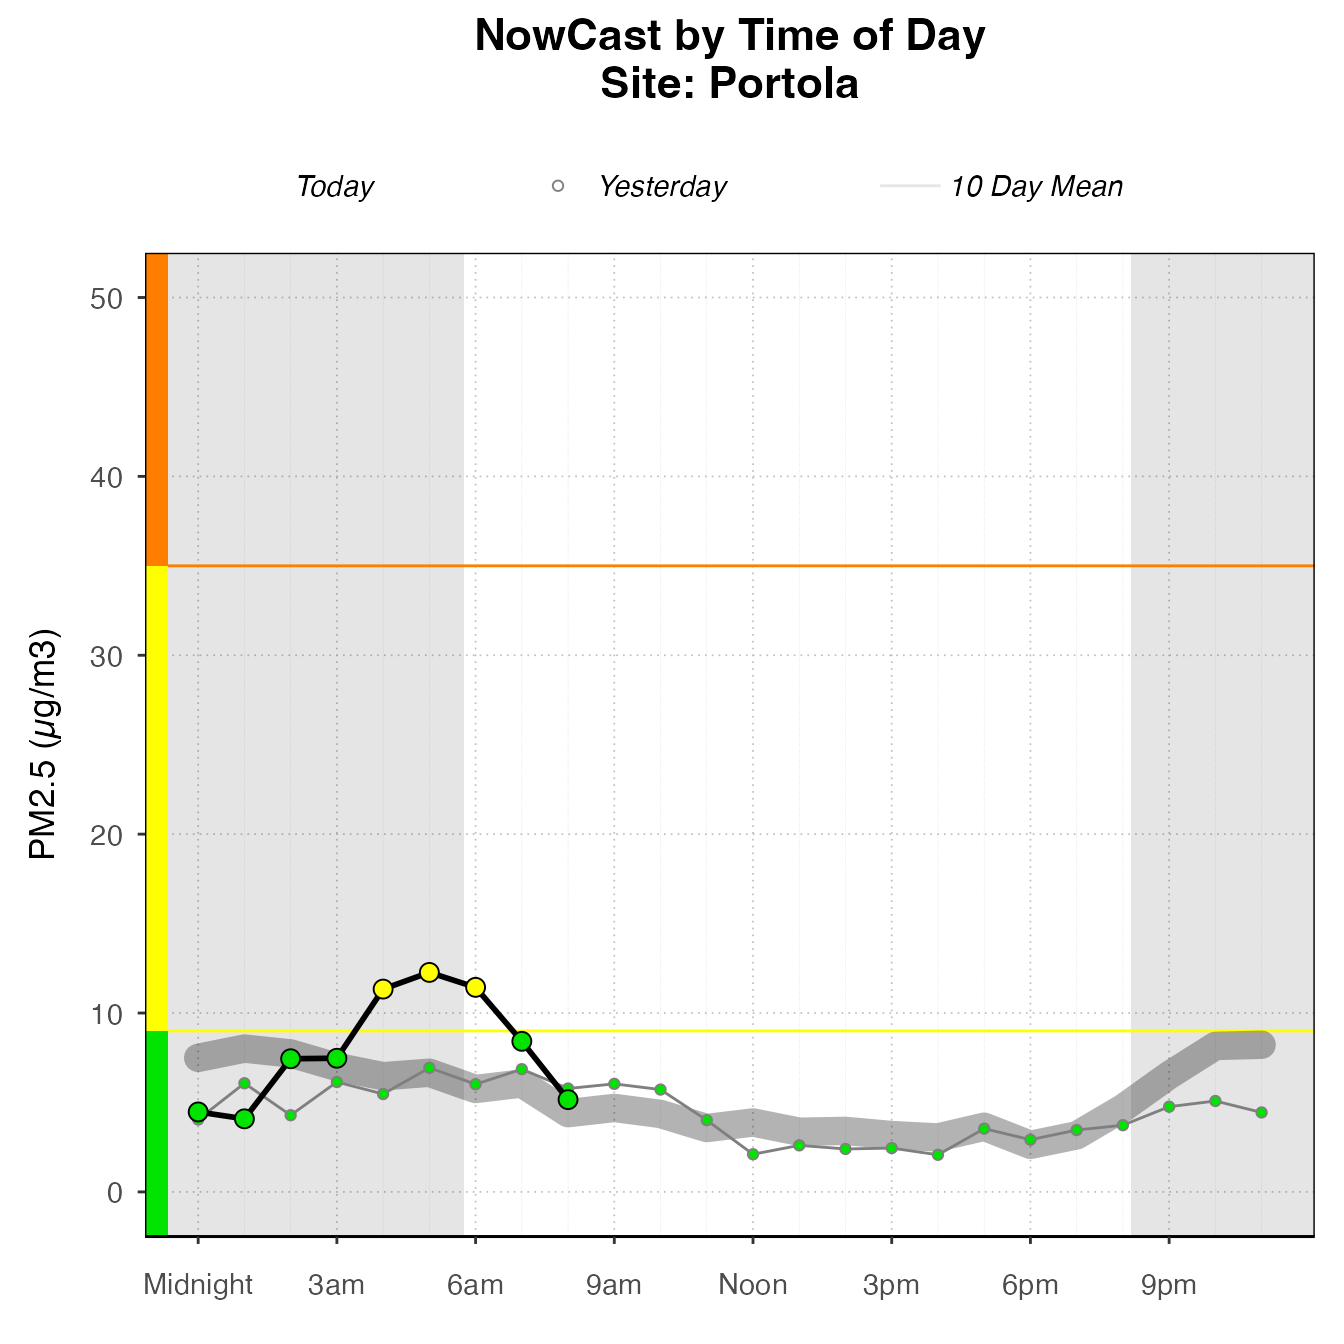 NowCast by Time of Day
Site: Portola
Today Yesterday 10 Day Mean
PM2.5 (µg/m3)
50
40
30
20
10
0
Midnight 3am 6am 9am Noon 3pm 6pm 9pm